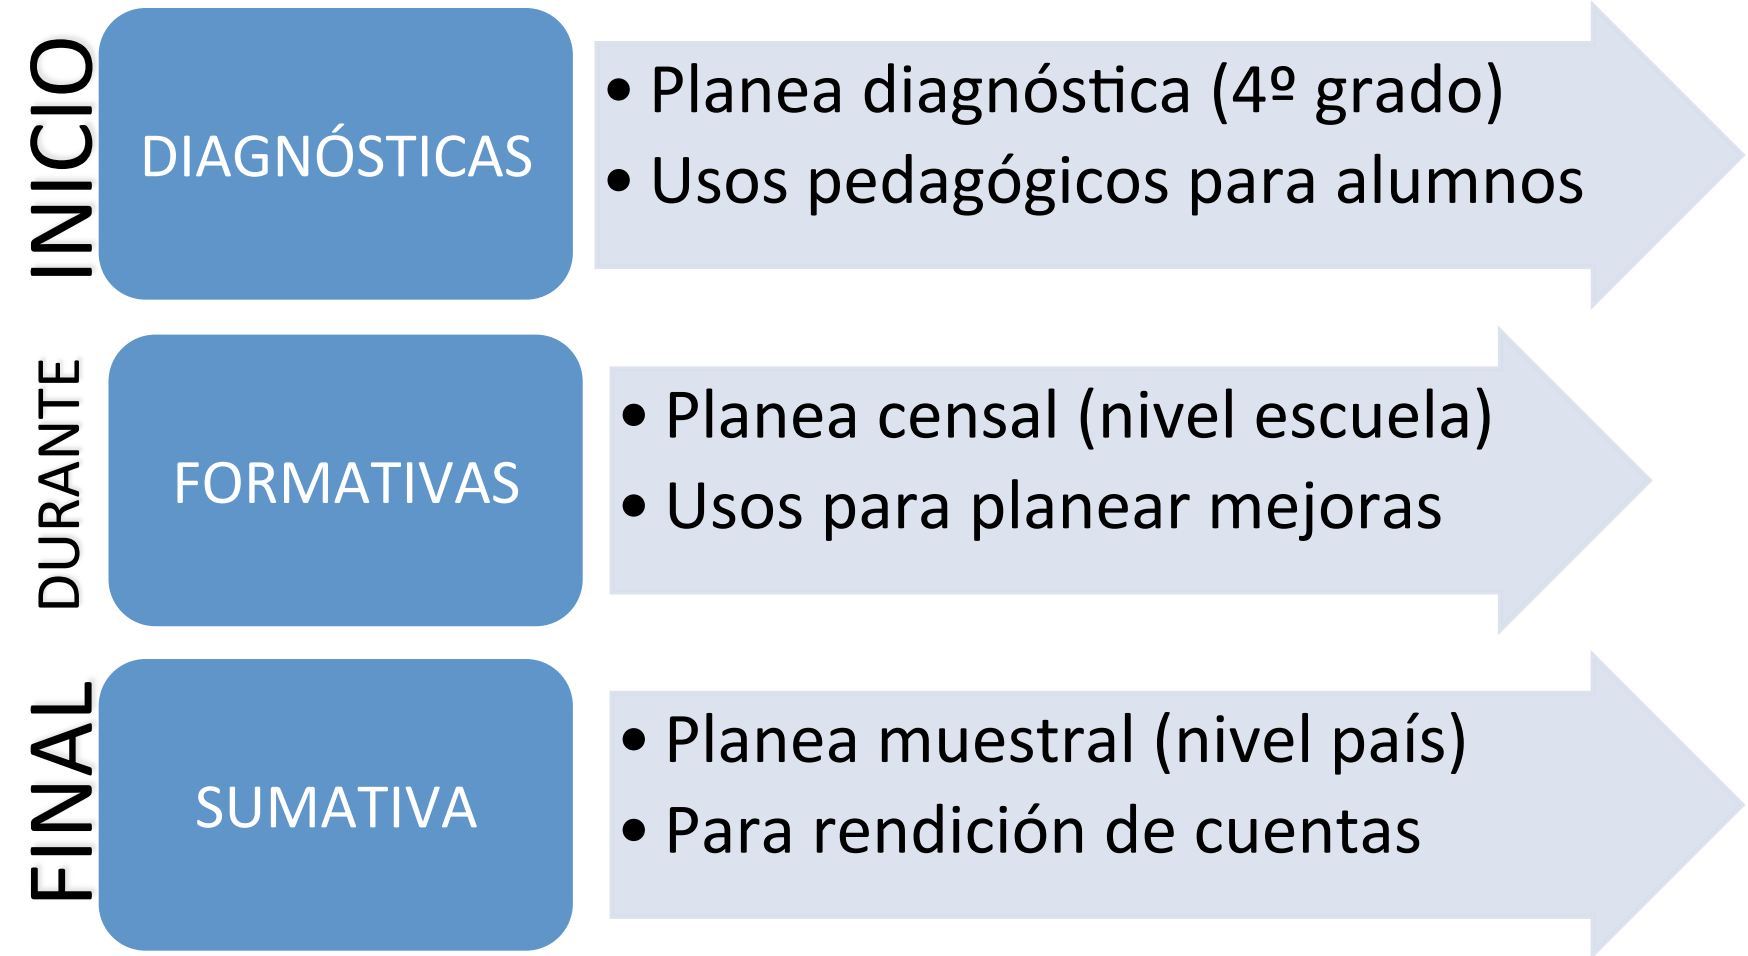 INICIO
DIAGNÓSTICAS
• Planea diagnóstica (4º grado)
• Usos pedagógicos para alumnos
DURANTE
FORMATIVAS
• Planea censal (nivel escuela)
• Usos para planear mejoras
FINAL
SUMATIVA
• Planea muestral (nivel país)
• Para rendición de cuentas